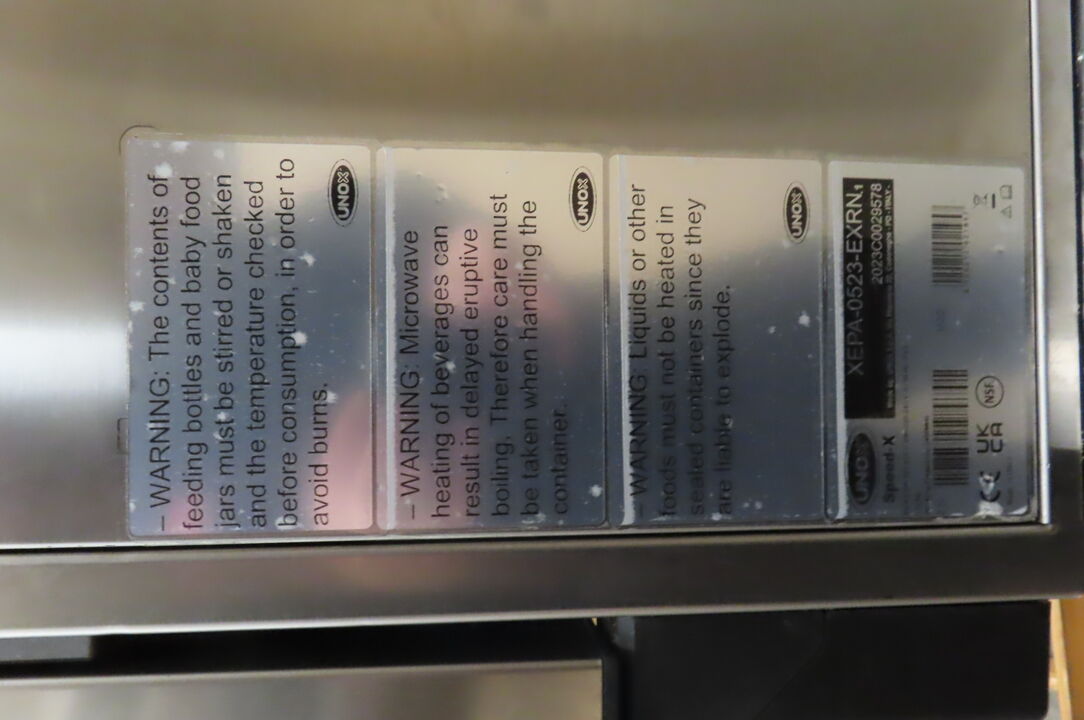 – WARNING: The contents of
feeding bottles and baby food
jars must be stirred or shaken
and the temperature checked
before consumption, in order to
avoid burns.
UNOX
– WARNING: Microwave
heating of beverages can
result in delayed eruptive
boiling. Therefore care must
be taken when handling the
container.
UNOX
– WARNING: Liquids or other
foods must not be heated in
sealed containers since they
are liable to explode.
UNOX
UNOX
XEPA-0523-EXRN
2023C0029578
Speed-X
CE UK CA NSF